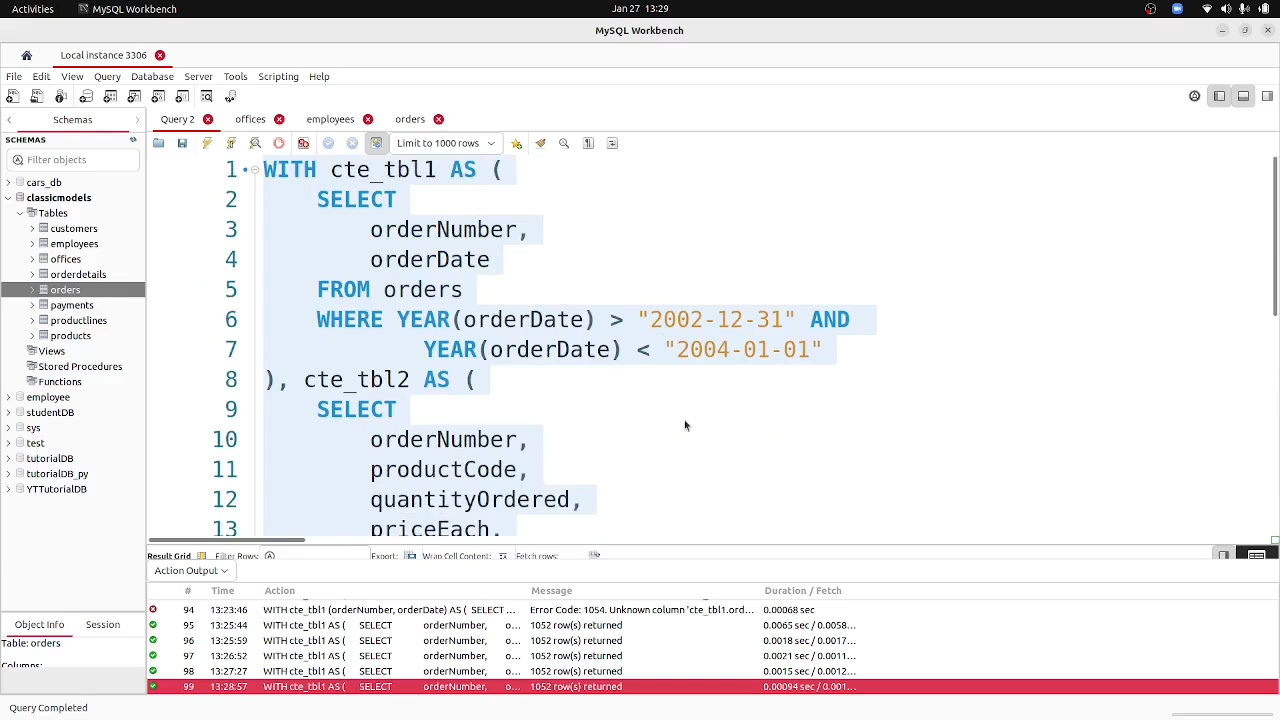 Activities MySQL Workbench Jan 27 13:29
MySQL Workbench
Local instance 3306
File Edit View Query Database Server Tools Scripting Help
Schemas Query 2 offices employees orders
SCHEMAS
Limit to 1000 rows
Filter objects
cars_db
classicmodels
Tables
customers
employees
offices
orderdetails
orders
payments
productlines
products
Views
Stored Procedures
Functions
employee
studentDB
sys
test
tutorialDB
tutorialDB_py
YTTutorialDB
1 WITH cte_tbl1 AS (
2 SELECT
3 orderNumber,
4 orderDate
5 FROM orders
6 WHERE YEAR(orderDate) > "2002-12-31" AND
7 YEAR(orderDate) < "2004-01-01"
8 ), cte_tbl2 AS (
9 SELECT
10 orderNumber,
11 productCode,
12 quantityOrdered,
13 priceEach,
Result Grid Filter Rows: Export: Wrap Cell Content: Fetch rows:
Action Output
# Time Action Message Duration / Fetch
94 13:23:46 WITH cte_tbl1 (orderNumber, orderDate) AS ( SELECT ... Error Code: 1054. Unknown column 'cte_tbl1.ord... 0.00068 sec
95 13:25:44 WITH cte_tbl1 AS ( SELECT orderNumber, o... 1052 row(s) returned 0.0065 sec / 0.0058...
96 13:25:59 WITH cte_tbl1 AS ( SELECT orderNumber, o... 1052 row(s) returned 0.0018 sec / 0.0012...
97 13:26:52 WITH cte_tbl1 AS ( SELECT orderNumber, o... 1052 row(s) returned 0.0021 sec / 0.0011...
98 13:27:27 WITH cte_tbl1 AS ( SELECT orderNumber, o... 1052 row(s) returned 0.0015 sec / 0.0012...
99 13:28:57 WITH cte_tbl1 AS ( SELECT orderNumber, o... 1052 row(s) returned 0.00094 sec / 0.001...
Object Info Session
Table: orders
Columns:
Query Completed